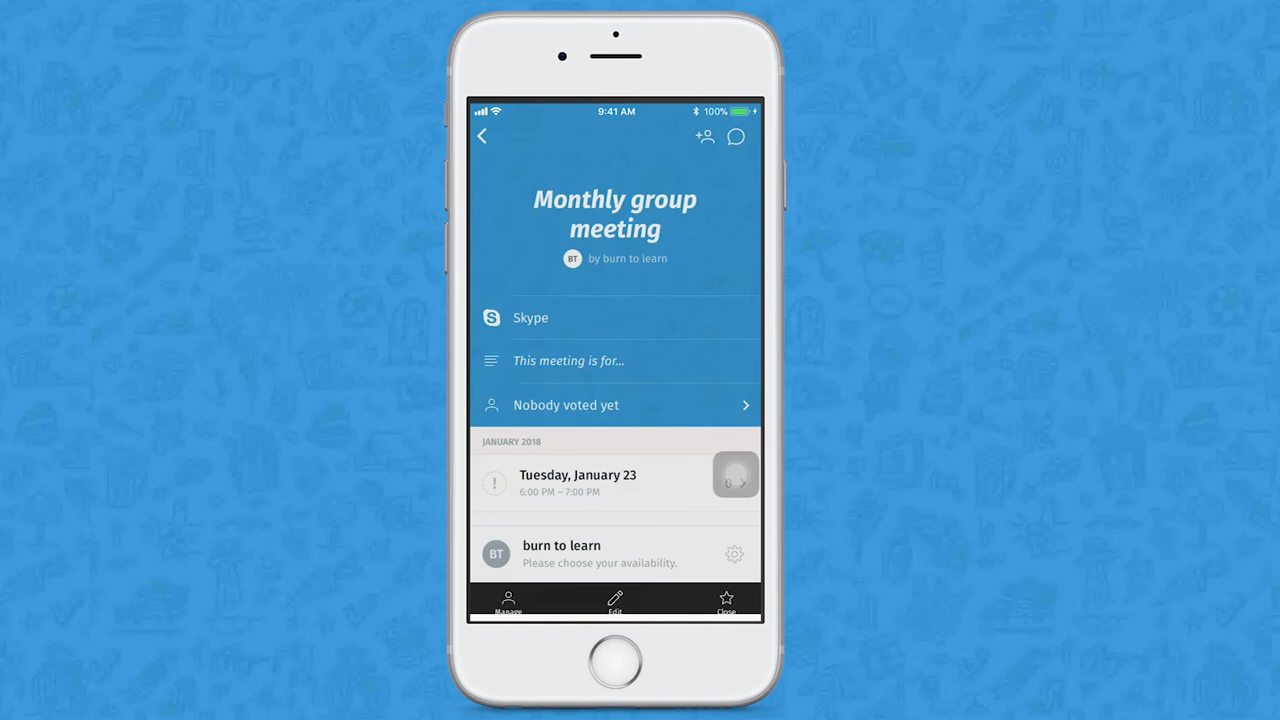 9:41 AM
100%
Monthly group
meeting
BT by burn to learn
Skype
This meeting is for...
Nobody voted yet
JANUARY 2018
Tuesday, January 23
6:00 PM – 7:00 PM
0
BT
burn to learn
Please choose your availability.
Manage Edit Close